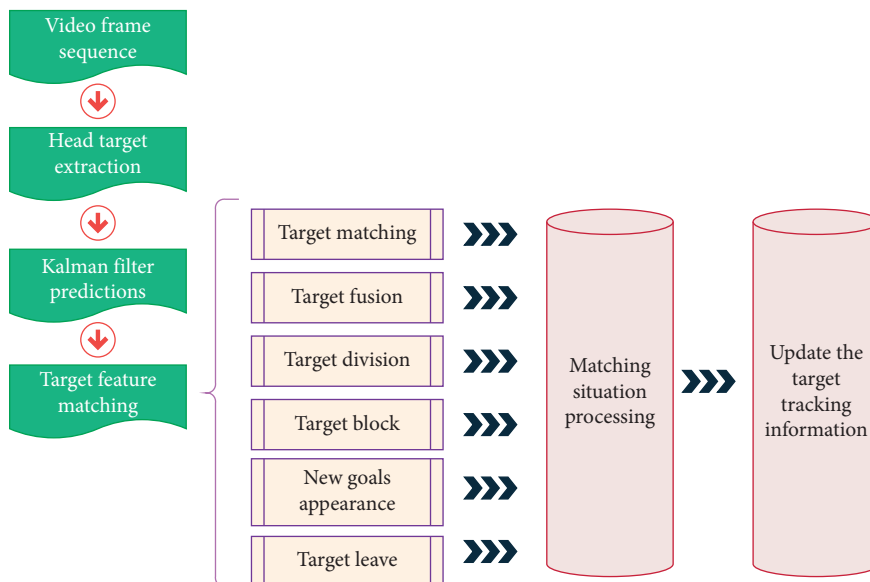 Video frame
sequence
Head target
extraction
Kalman filter
predictions
Target feature
matching
Target matching
Target fusion
Target division
Target block
New goals
appearance
Target leave
Matching
situation
processing
Update the
target
tracking
information